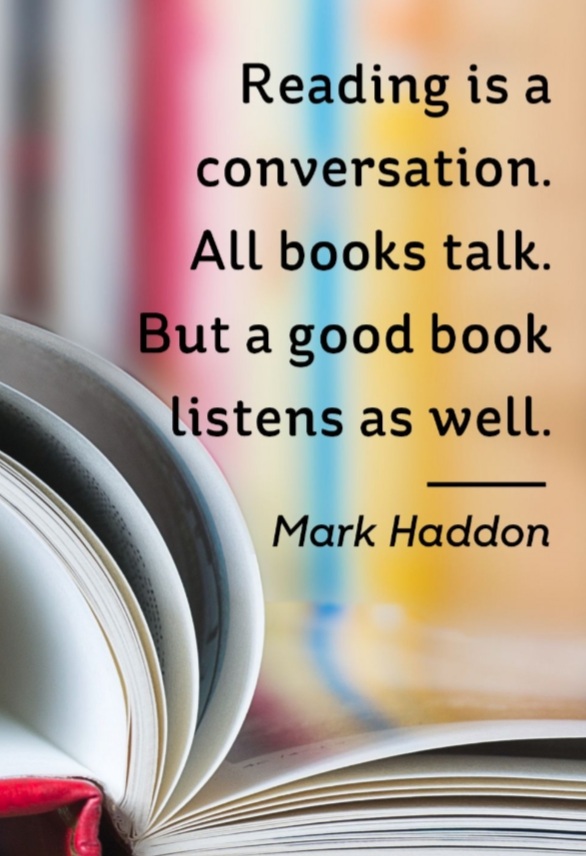 Reading is a
conversation.
All books talk.
But a good book
listens as well.
Mark Haddon